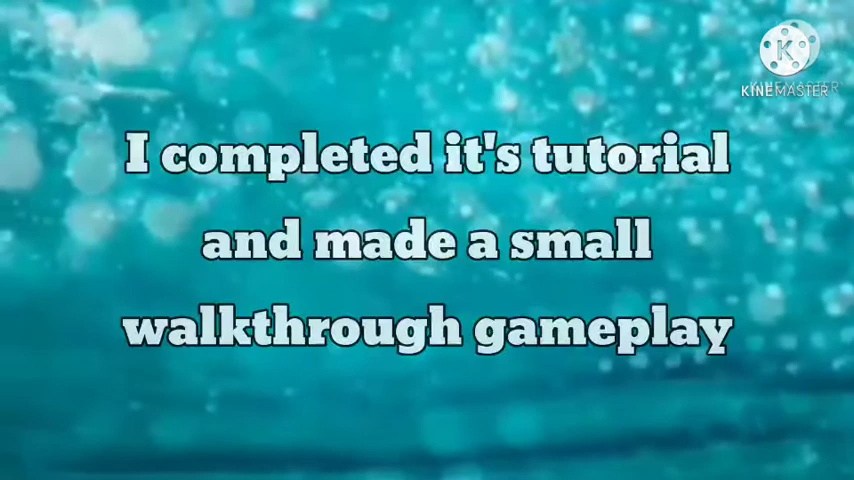 KINEMASTER
I completed it's tutorial
and made a small
walkthrough gameplay